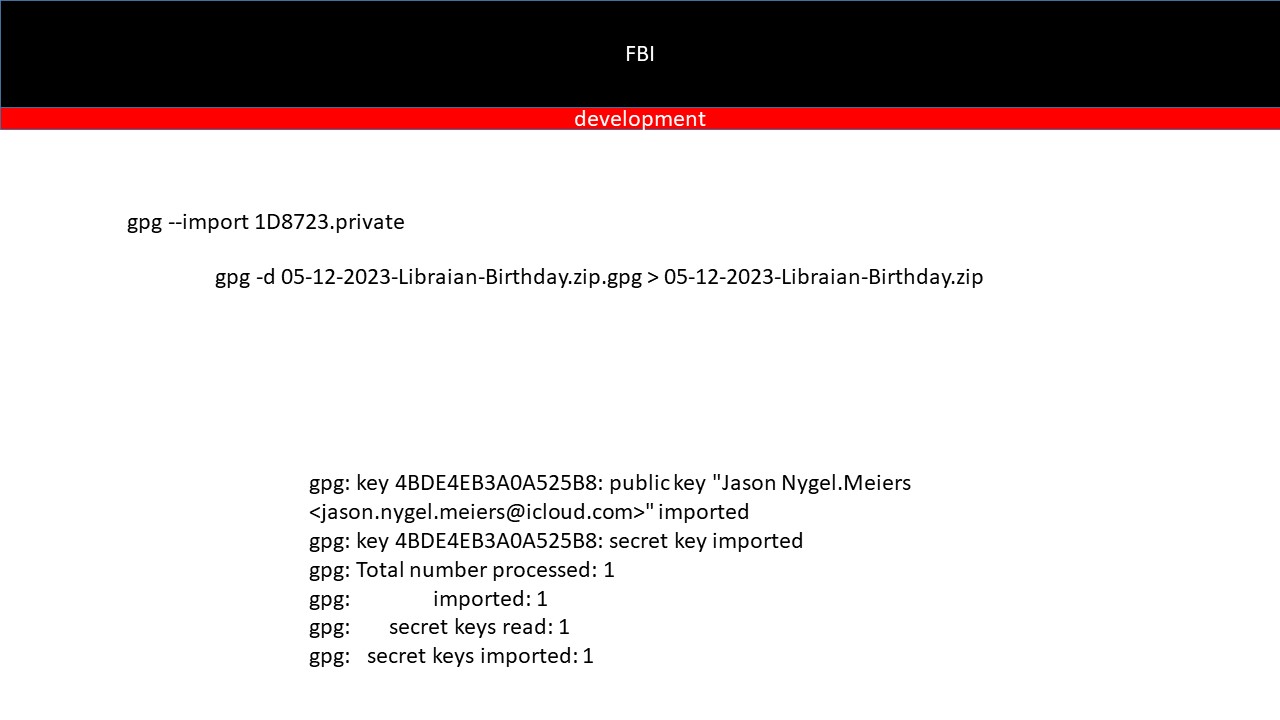 FBI
development
gpg --import 1D8723.private
gpg -d 05-12-2023-Libraian-Birthday.zip.gpg > 05-12-2023-Libraian-Birthday.zip
gpg: key 4BDE4EB3A0A525B8: public key "Jason Nygel.Meiers
<jason.nygel.meiers@icloud.com>" imported
gpg: key 4BDE4EB3A0A525B8: secret key imported
gpg: Total number processed: 1
gpg:               imported: 1
gpg:       secret keys read: 1
gpg:   secret keys imported: 1